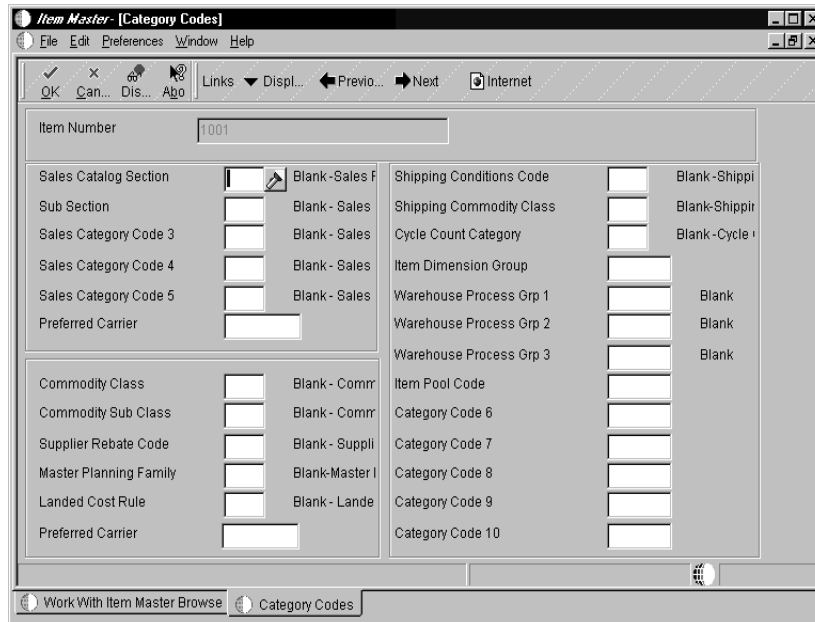 Item Master - [Category Codes]
File Edit Preferences Window Help
OK Can... Dis... Abo Links Displ... Previo... Next Internet
Item Number 1001
Sales Catalog Section Blank - Sales F
Sub Section Blank - Sales
Sales Category Code 3 Blank - Sales
Sales Category Code 4 Blank - Sales
Sales Category Code 5 Blank - Sales
Preferred Carrier
Commodity Class Blank - Comm
Commodity Sub Class Blank - Comm
Supplier Rebate Code Blank - Suppli
Master Planning Family Blank-Master I
Landed Cost Rule Blank - Lande
Preferred Carrier
Shipping Conditions Code Blank -Shippi
Shipping Commodity Class Blank-Shippin
Cycle Count Category Blank -Cycle
Item Dimension Group
Warehouse Process Grp 1 Blank
Warehouse Process Grp 2 Blank
Warehouse Process Grp 3 Blank
Item Pool Code
Category Code 6
Category Code 7
Category Code 8
Category Code 9
Category Code 10
Work With Item Master Browse Category Codes